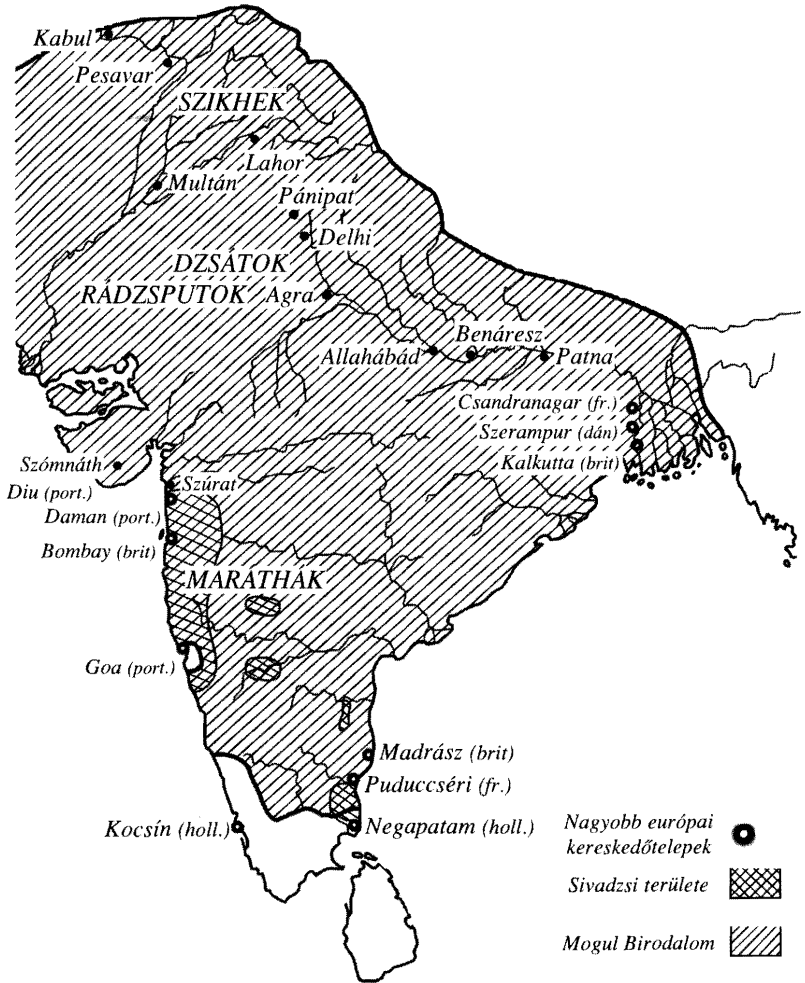 Kabul
Pesavar
SZIKHEK
Lahor
Multán
Pánipat
Delhi
DZSÁTOK
RÁDZSPUTOK
Agra
Benáresz
Allahábád
Patna
Csandranagar (fr.)
Szerampur (dán)
Kalkutta (brit)
Szómnáth
Szúrat
Diu (port.)
Daman (port.)
Bombay (brit)
MARÁTHÁK
Goa (port.)
Madrász (brit)
Puduccséri (fr.)
Kocsín (holl.)
Negapatam (holl.)
Nagyobb európai
kereskedőtelepek
Sivadzsi területe
Mogul Birodalom